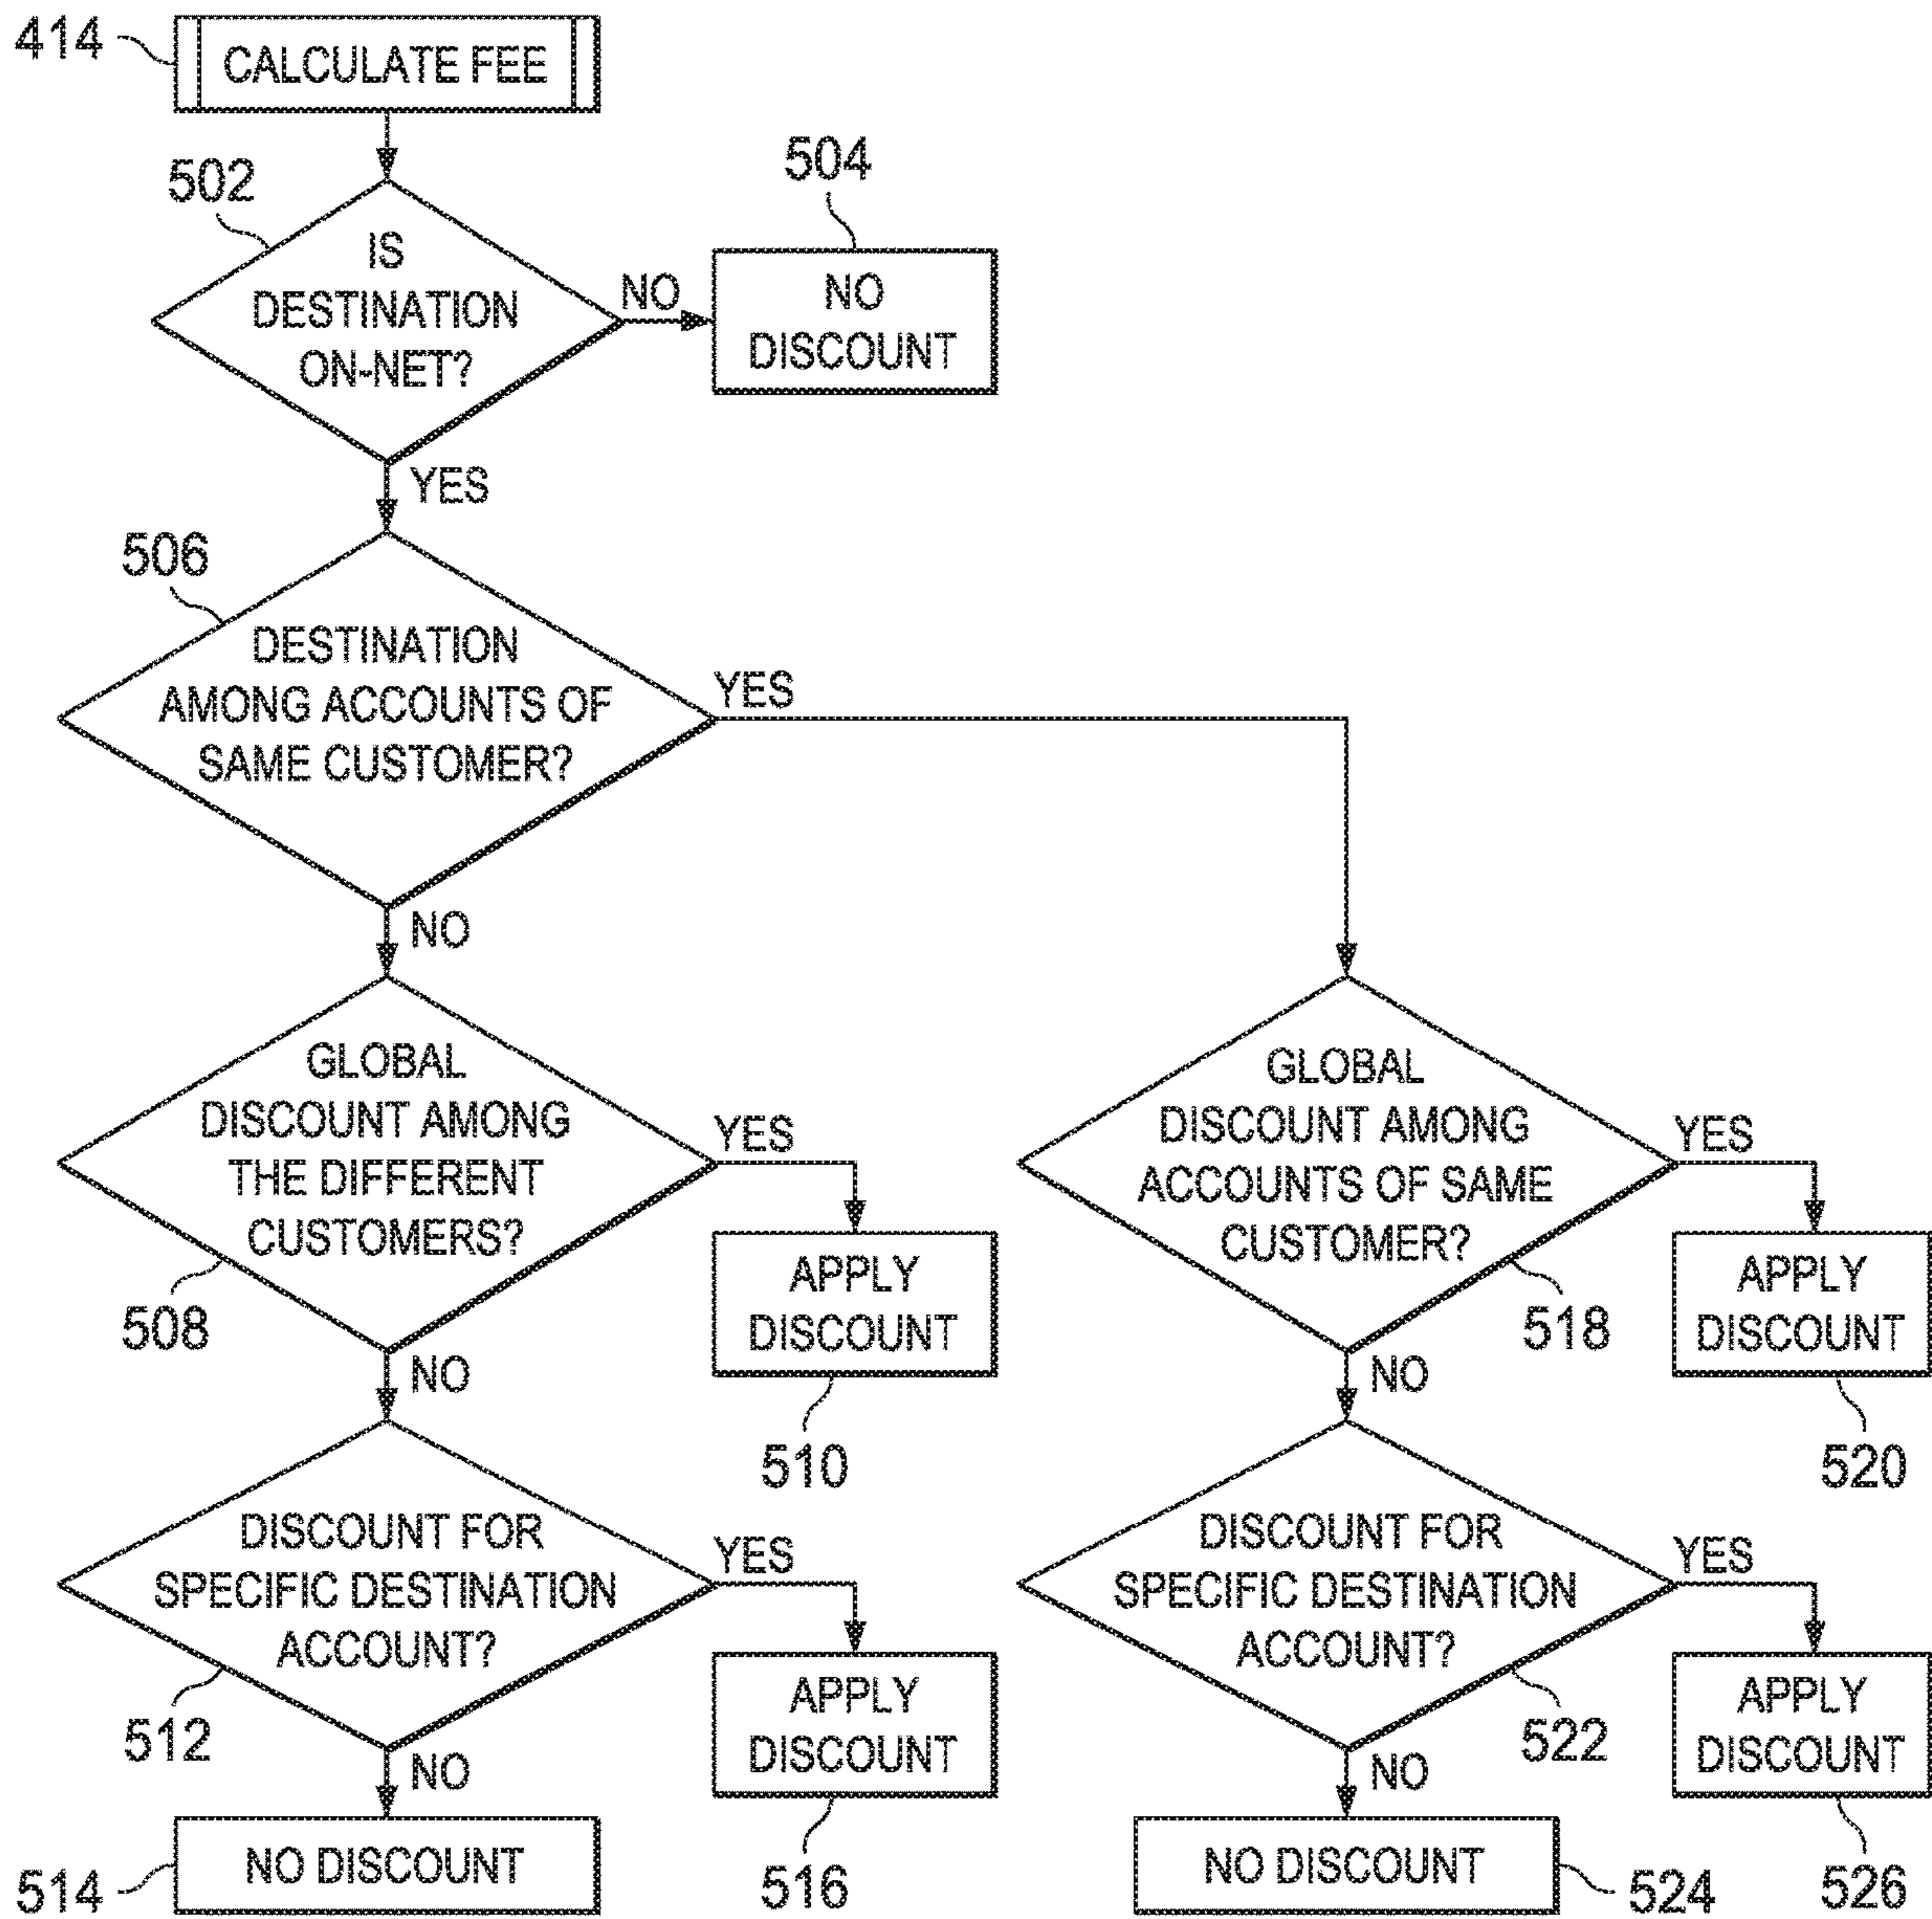 414
CALCULATE FEE
502
504
IS
DESTINATION
ON-NET?
NO
NO
DISCOUNT
YES
506
DESTINATION
AMONG ACCOUNTS OF
SAME CUSTOMER?
YES
NO
GLOBAL
DISCOUNT AMONG
THE DIFFERENT
CUSTOMERS?
YES
508
APPLY
DISCOUNT
510
NO
GLOBAL
DISCOUNT AMONG
ACCOUNTS OF SAME
CUSTOMER?
YES
518
APPLY
DISCOUNT
520
NO
DISCOUNT FOR
SPECIFIC DESTINATION
ACCOUNT?
YES
512
APPLY
DISCOUNT
516
NO
514
NO DISCOUNT
DISCOUNT FOR
SPECIFIC DESTINATION
ACCOUNT?
YES
522
APPLY
DISCOUNT
526
NO
NO DISCOUNT
524